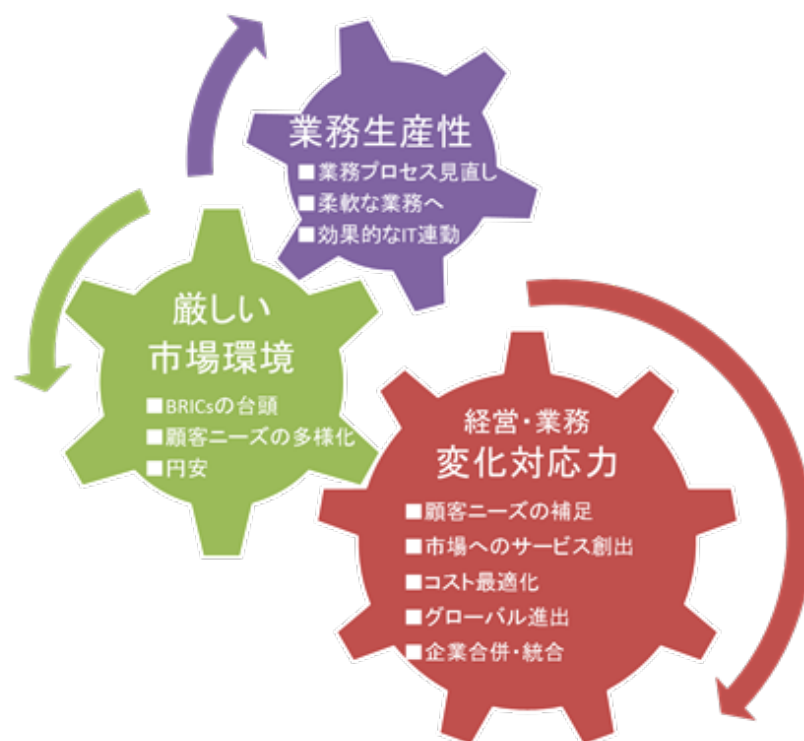 業務生産性
■業務プロセス見直し
■柔軟な業務へ
■効果的なIT連動
厳しい
市場環境
■BRICsの台頭
■顧客ニーズの多様化
■円安
経営・業務
変化対応力
■顧客ニーズの補足
■市場へのサービス創出
■コスト最適化
■グローバル進出
■企業合併・統合